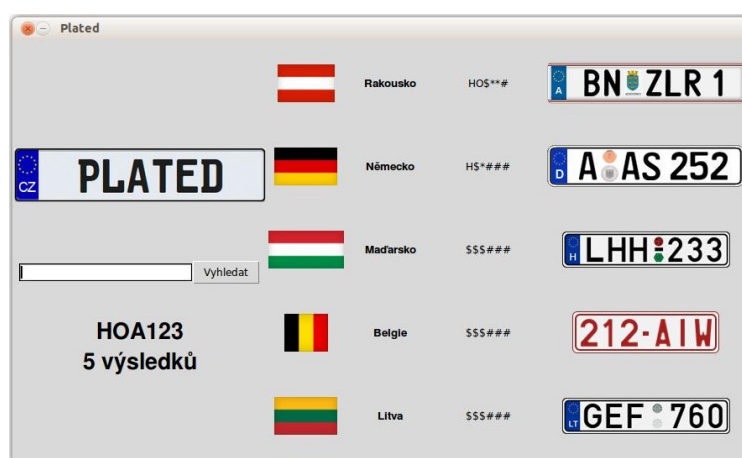 Plated
Rakousko
HO$**#
A
BN ZLR 1
CZ
PLATED
Německo
H$*###
D
A AS 252
Vyhledat
Maďarsko
$$$###
H
LHH 233
HOA123
5 výsledků
Belgie
$$$###
212-AIW
Litva
$$$###
LT
GEF 760